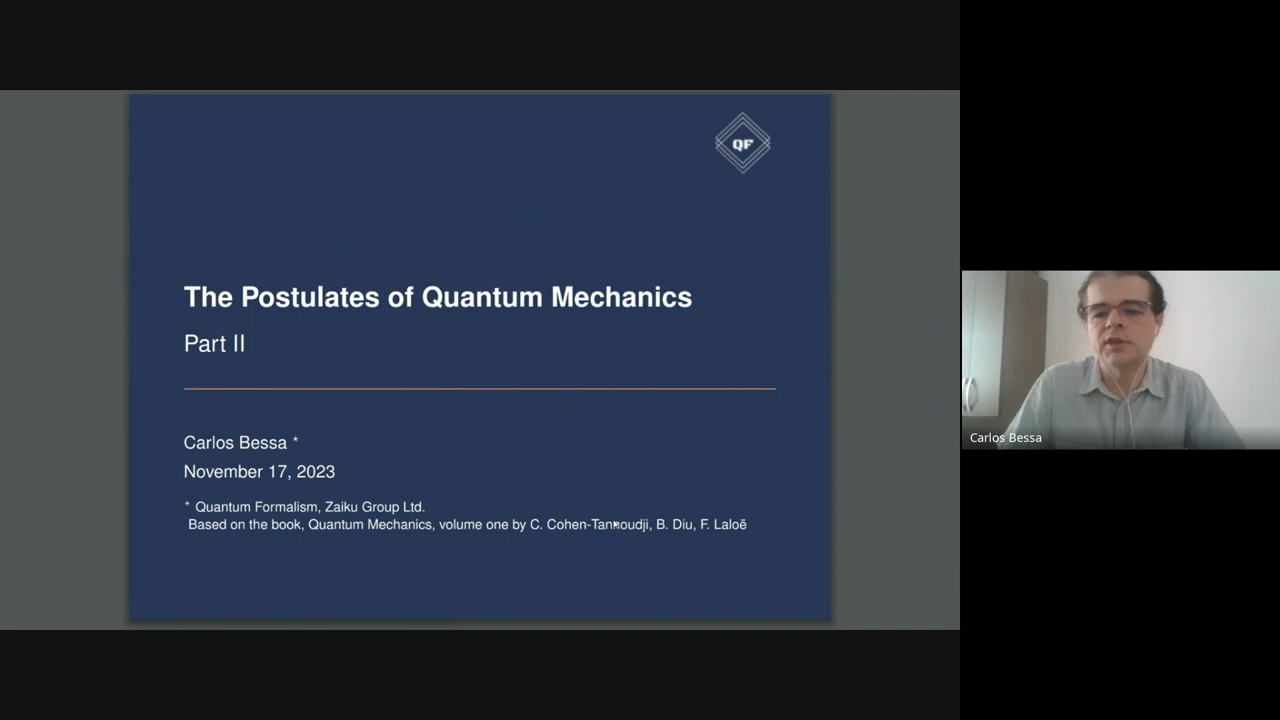 QF
The Postulates of Quantum Mechanics
Part II
Carlos Bessa *
November 17, 2023
* Quantum Formalism, Zaiku Group Ltd.
Based on the book, Quantum Mechanics, volume one by C. Cohen-Tannoudji, B. Diu, F. Laloë
Carlos Bessa